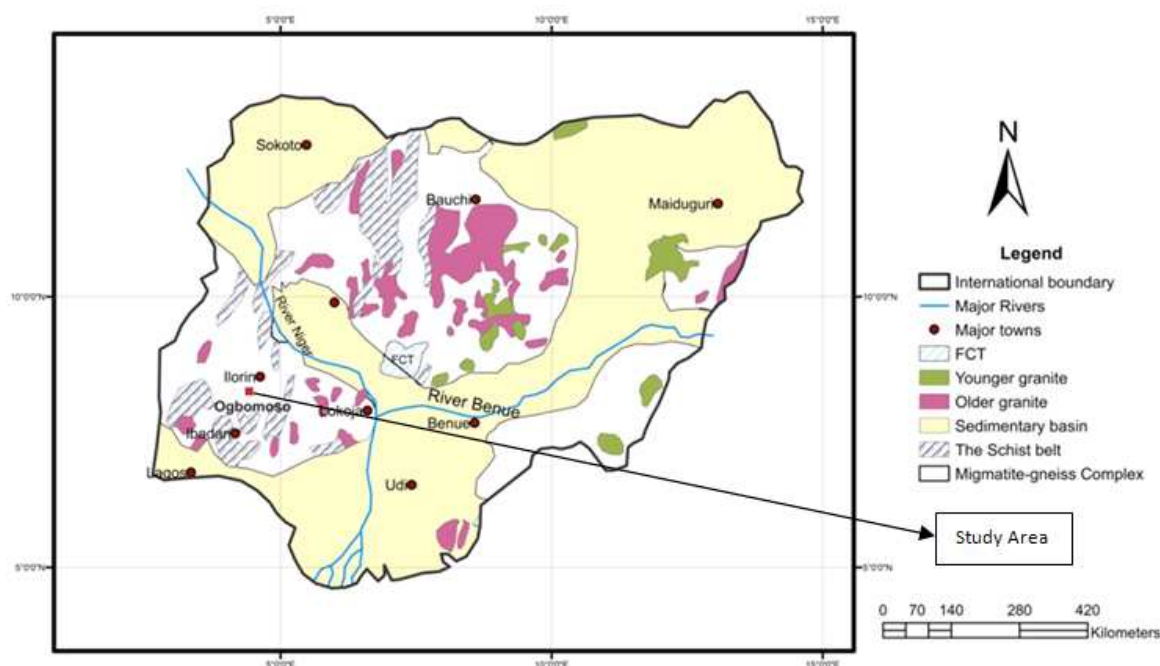 5°0'0"E 10°0'0"E 15°0'0"E
Sokoto
Bauchi
Maiduguri
10°0'0"N 10°0'0"N
River Niger
FCT
Ilorin
River Benue
Ogbomoso
Lokoja
Benue
Ibadan
Lagos
Udi
5°0'0"N 5°0'0"N
5°0'0"E 10°0'0"E 15°0'0"E
N
Legend
International boundary
Major Rivers
Major towns
FCT
Younger granite
Older granite
Sedimentary basin
The Schist belt
Migmatite-gneiss Complex
Study Area
0 70 140 280 420
Kilometers